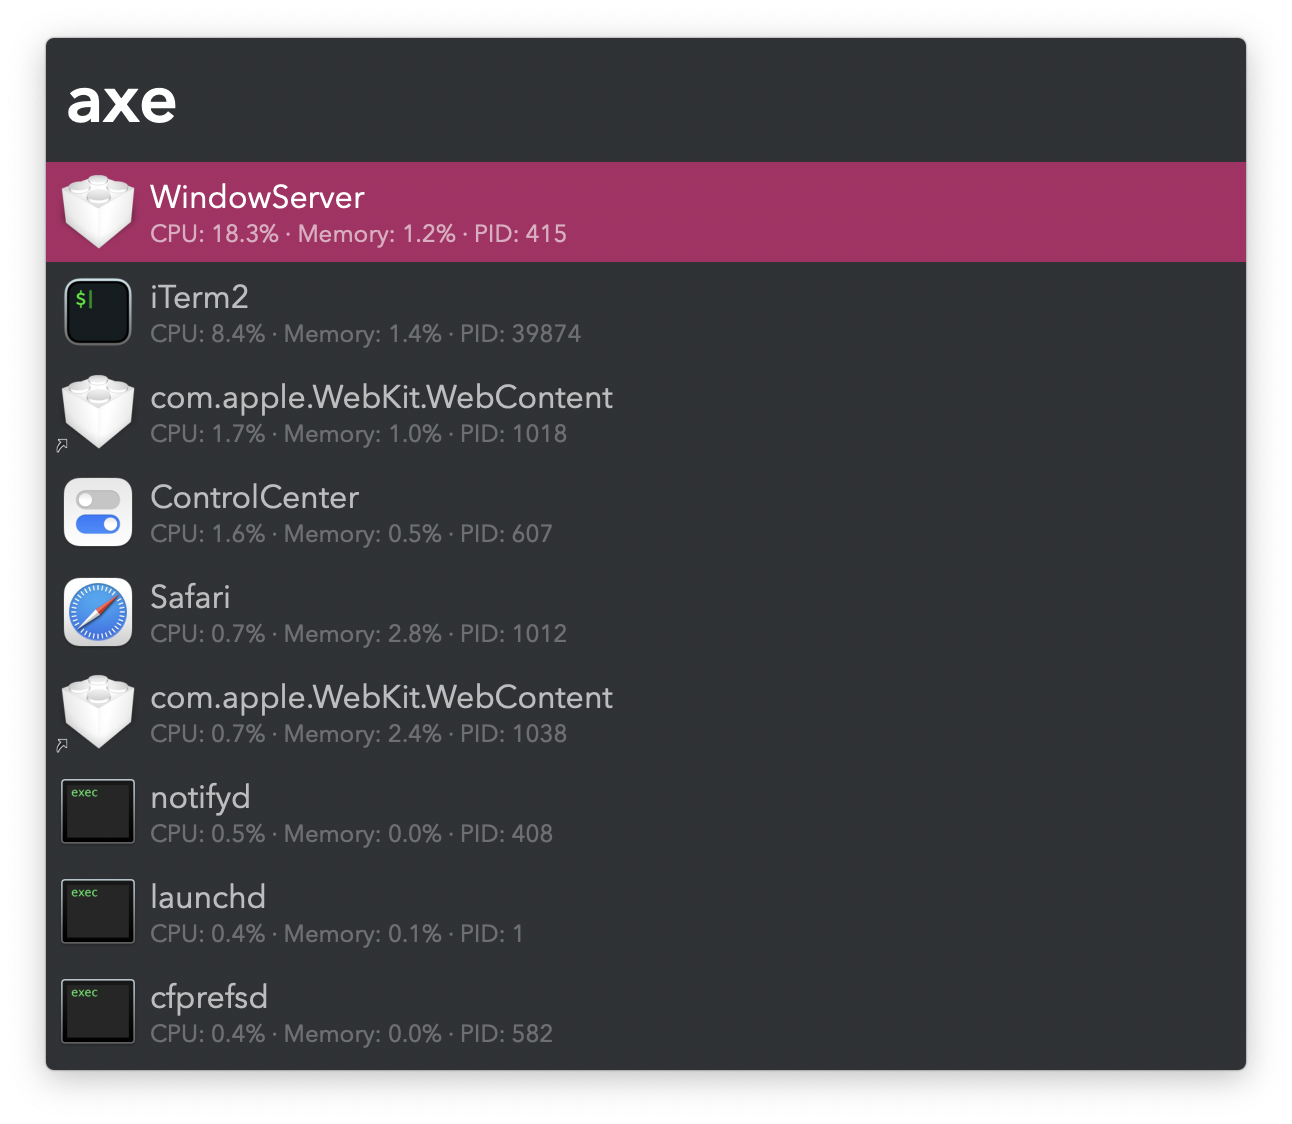 axe
WindowServer
CPU: 18.3% · Memory: 1.2% · PID: 415
$
iTerm2
CPU: 8.4% · Memory: 1.4% · PID: 39874
com.apple.WebKit.WebContent
CPU: 1.7% · Memory: 1.0% · PID: 1018
ControlCenter
CPU: 1.6% · Memory: 0.5% · PID: 607
Safari
CPU: 0.7% · Memory: 2.8% · PID: 1012
com.apple.WebKit.WebContent
CPU: 0.7% · Memory: 2.4% · PID: 1038
exec
notifyd
CPU: 0.5% · Memory: 0.0% · PID: 408
exec
launchd
CPU: 0.4% · Memory: 0.1% · PID: 1
exec
cfprefsd
CPU: 0.4% · Memory: 0.0% · PID: 582